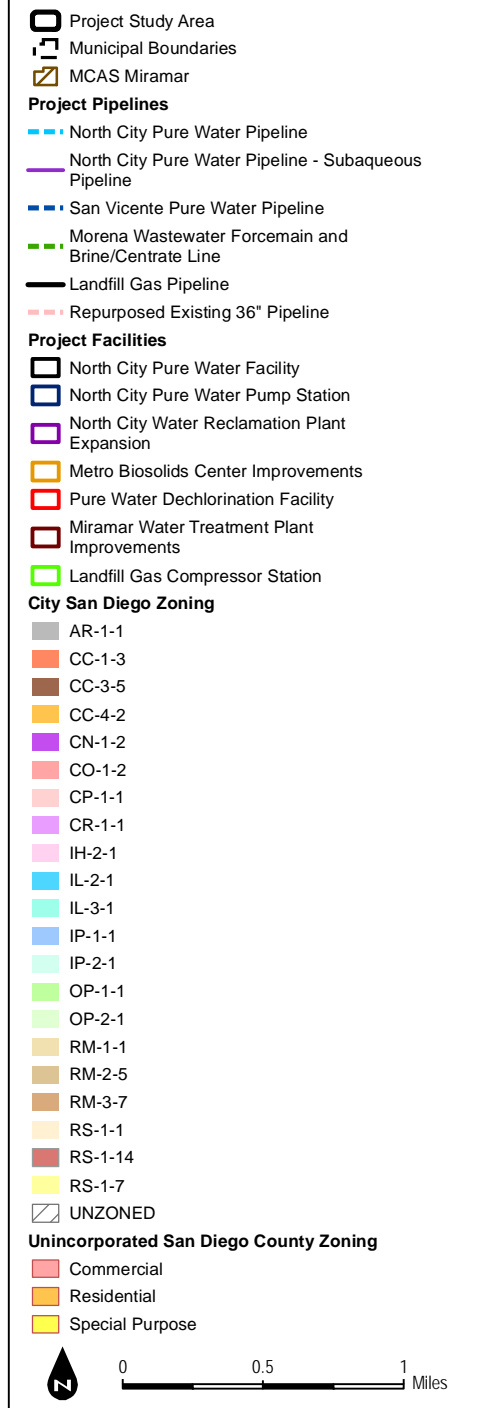 Project Study Area
Municipal Boundaries
MCAS Miramar
Project Pipelines
North City Pure Water Pipeline
North City Pure Water Pipeline - Subaqueous
Pipeline
San Vicente Pure Water Pipeline
Morena Wastewater Forcemain and
Brine/Centrate Line
Landfill Gas Pipeline
Repurposed Existing 36" Pipeline
Project Facilities
North City Pure Water Facility
North City Pure Water Pump Station
North City Water Reclamation Plant
Expansion
Metro Biosolids Center Improvements
Pure Water Dechlorination Facility
Miramar Water Treatment Plant
Improvements
Landfill Gas Compressor Station
City San Diego Zoning
AR-1-1
CC-1-3
CC-3-5
CC-4-2
CN-1-2
CO-1-2
CP-1-1
CR-1-1
IH-2-1
IL-2-1
IL-3-1
IP-1-1
IP-2-1
OP-1-1
OP-2-1
RM-1-1
RM-2-5
RM-3-7
RS-1-1
RS-1-14
RS-1-7
UNZONED
Unincorporated San Diego County Zoning
Commercial
Residential
Special Purpose
N
0 0.5 1
Miles